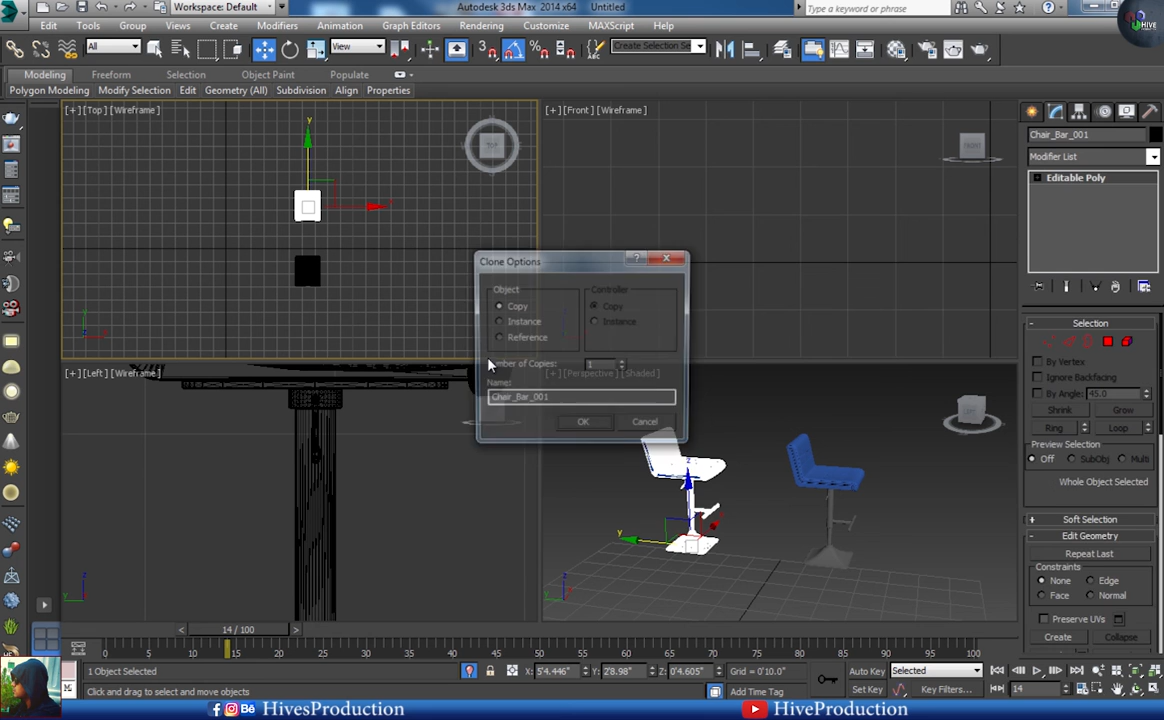 Workspace: Default
Autodesk 3ds Max 2014 x64
Untitled
Type a keyword or phrase
HIVE
Edit
Tools
Group
Views
Create
Modifiers
Animation
Graph Editors
Rendering
Customize
MAXScript
Help
All
View
Create Selection Se
Modeling
Freeform
Selection
Object Paint
Populate
Polygon Modeling
Modify Selection
Edit
Geometry (All)
Subdivision
Align
Properties
[+] [Top] [Wireframe]
[+] [Front] [Wireframe]
TOP
FRONT
y
Chair_Bar_001
Modifier List
Editable Poly
Clone Options
Object
Controller
Copy
Copy
Instance
Instance
Reference
Number of Copies:
1
Name:
Chair_Bar_001
OK
Cancel
[+] [Left] [Wireframe]
[+] [Perspective] [Shaded]
Selection
By Vertex
Ignore Backfacing
By Angle:
45.0
Shrink
Grow
Ring
Loop
Preview Selection
Off
SubObj
Multi
Whole Object Selected
Soft Selection
Edit Geometry
Repeat Last
Constraints
None
Edge
Face
Normal
Preserve UVs
Create
Collapse
14 / 100
0 5 10 15 20 25 30 35 40 45 50 55 60 65 70 75 80 85 90 95 100
1 Object Selected
X: 5'4.446"
Y: 2'8.98"
Z: 0'4.605"
Grid = 0'10.0"
Auto Key
Selected
Click and drag to select and move objects
Add Time Tag
Set Key
Key Filters...
14
HivesProduction
HiveProduction